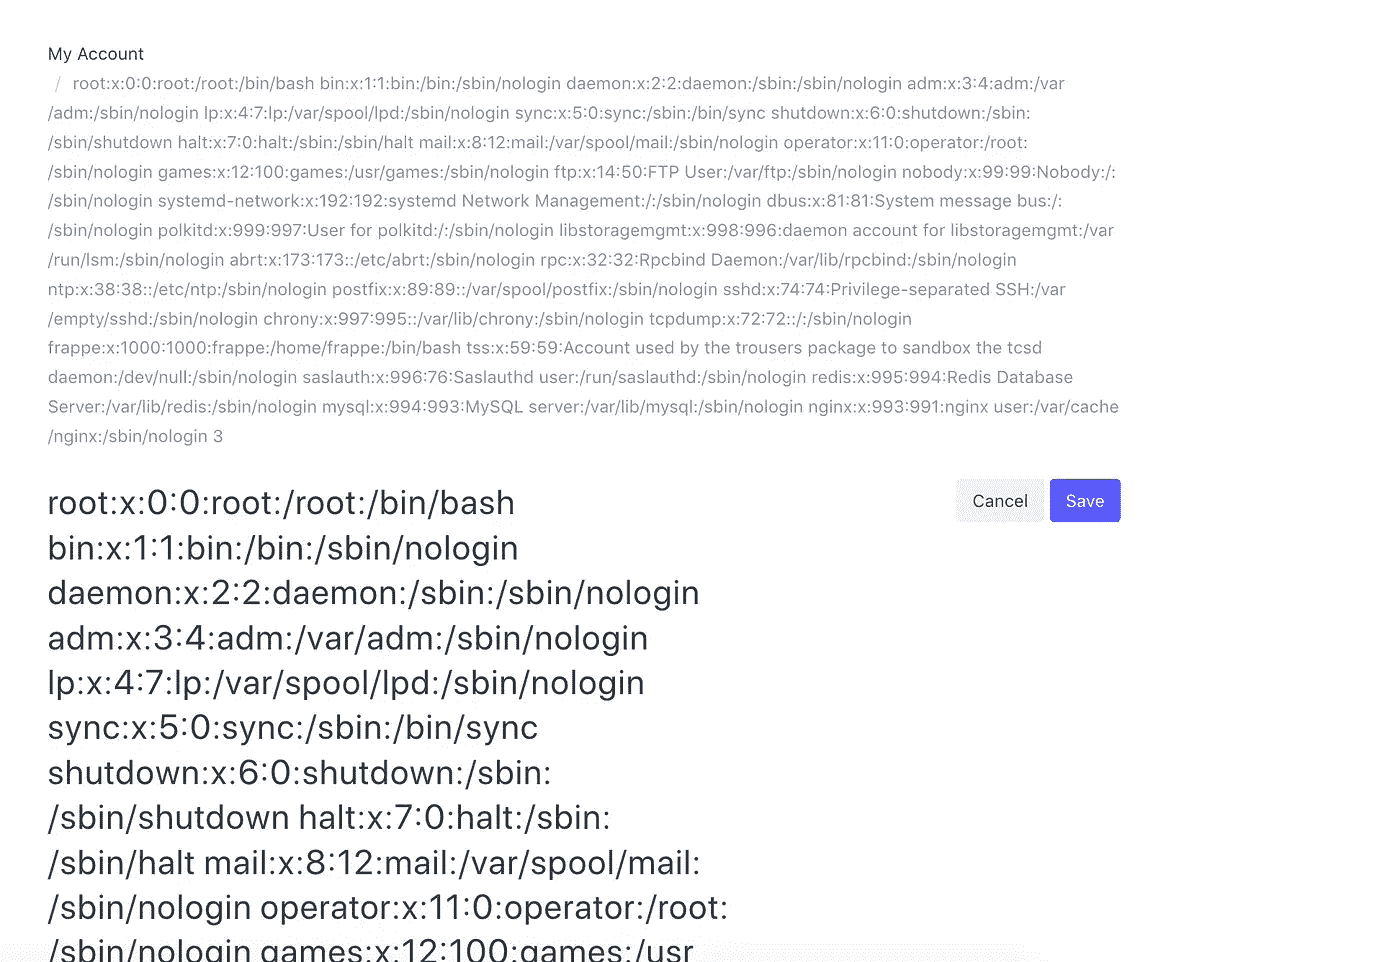 My Account
/ root:x:0:0:root:/root:/bin/bash bin:x:1:1:bin:/bin:/sbin/nologin daemon:x:2:2:daemon:/sbin:/sbin/nologin adm:x:3:4:adm:/var
/adm:/sbin/nologin lp:x:4:7:lp:/var/spool/lpd:/sbin/nologin sync:x:5:0:sync:/sbin:/bin/sync shutdown:x:6:0:shutdown:/sbin:
/sbin/shutdown halt:x:7:0:halt:/sbin:/sbin/halt mail:x:8:12:mail:/var/spool/mail:/sbin/nologin operator:x:11:0:operator:/root:
/sbin/nologin games:x:12:100:games:/usr/games:/sbin/nologin ftp:x:14:50:FTP User:/var/ftp:/sbin/nologin nobody:x:99:99:Nobody:/:
/sbin/nologin systemd-network:x:192:192:systemd Network Management:/:/sbin/nologin dbus:x:81:81:System message bus:/:
/sbin/nologin polkitd:x:999:997:User for polkitd:/:/sbin/nologin libstoragemgmt:x:998:996:daemon account for libstoragemgmt:/var
/run/lsm:/sbin/nologin abrt:x:173:173::/etc/abrt:/sbin/nologin rpc:x:32:32:Rpcbind Daemon:/var/lib/rpcbind:/sbin/nologin
ntp:x:38:38::/etc/ntp:/sbin/nologin postfix:x:89:89::/var/spool/postfix:/sbin/nologin sshd:x:74:74:Privilege-separated SSH:/var
/empty/sshd:/sbin/nologin chrony:x:997:995::/var/lib/chrony:/sbin/nologin tcpdump:x:72:72::/:/sbin/nologin
frappe:x:1000:1000:frappe:/home/frappe:/bin/bash tss:x:59:59:Account used by the trousers package to sandbox the tcsd
daemon:/dev/null:/sbin/nologin saslauth:x:996:76:Saslauthd user:/run/saslauthd:/sbin/nologin redis:x:995:994:Redis Database
Server:/var/lib/redis:/sbin/nologin mysql:x:994:993:MySQL server:/var/lib/mysql:/sbin/nologin nginx:x:993:991:nginx user:/var/cache
/nginx:/sbin/nologin 3
root:x:0:0:root:/root:/bin/bash
Cancel
Save
bin:x:1:1:bin:/bin:/sbin/nologin
daemon:x:2:2:daemon:/sbin:/sbin/nologin
adm:x:3:4:adm:/var/adm:/sbin/nologin
lp:x:4:7:lp:/var/spool/lpd:/sbin/nologin
sync:x:5:0:sync:/sbin:/bin/sync
shutdown:x:6:0:shutdown:/sbin:
/sbin/shutdown halt:x:7:0:halt:/sbin:
/sbin/halt mail:x:8:12:mail:/var/spool/mail:
/sbin/nologin operator:x:11:0:operator:/root:
/sbin/nologin games:x:12:100:games:/usr